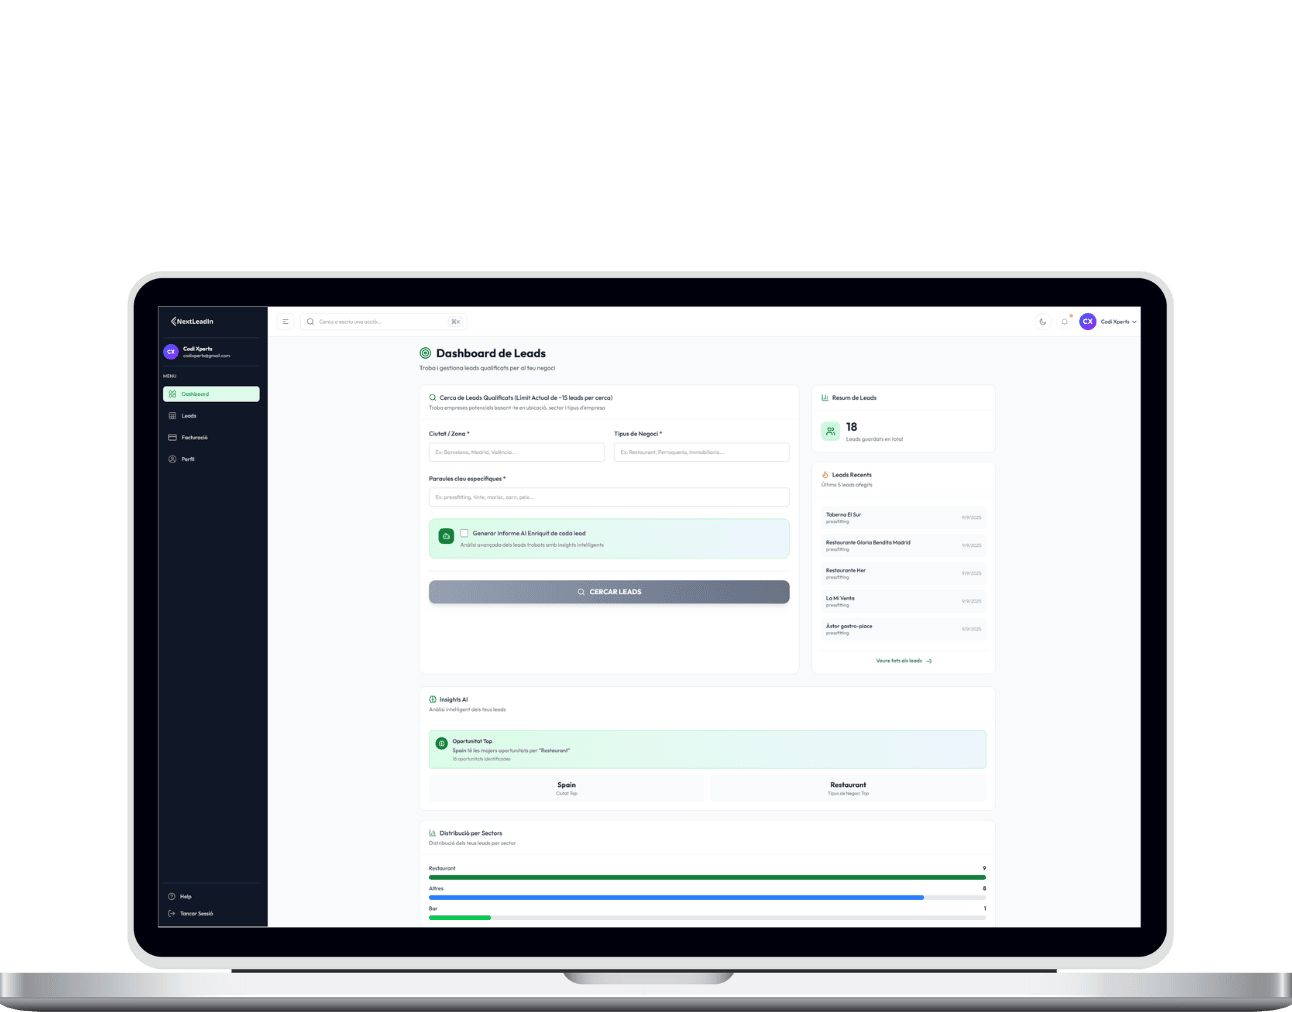 NextLeadIn
CX
Codi Xperts
codixperts@gmail.com
MENU
Dashboard
Leads
Facturació
Perfil
Help
Tancar Sessió
Cerca o escriu una acció...
⌘K
CX
Codi Xperts
Dashboard de Leads
Troba i gestiona leads qualificats per al teu negoci
Cerca de Leads Qualificats (Límit Actual de ~15 leads per cerca)
Troba empreses potencials basant-te en ubicació, sector i tipus d'empresa
Ciutat / Zona *
Tipus de Negoci *
Ex: Barcelona, Madrid, València...
Ex: Restaurant, Ferreteria, Immobiliària...
Paraules clau específiques *
Ex: pressfitting, tinte, marisc, carn, peix...
Generar Informe AI Enriquit de cada lead
Anàlisi avançada dels leads trobats amb insights intel·ligents
CERCAR LEADS
Resum de Leads
18
Leads guardats en total
Leads Recents
Últims 5 leads afegits
Taberna El Sur
pressfitting
9/9/2025
Restaurante Gloria Bendita Madrid
pressfitting
9/9/2025
Restaurante Her
pressfitting
9/9/2025
La Mi Venta
pressfitting
9/9/2025
Astor gastro-place
pressfitting
9/9/2025
Veure tots els leads
Insights AI
Anàlisi intel·ligent dels teus leads
Oportunitat Top
Spain té les majors oportunitats per "Restaurant"
18 oportunitats identificades
Spain
Ciutat Top
Restaurant
Tipus de Negoci Top
Distribució per Sectors
Distribució dels teus leads per sector
Restaurant
9
Altres
8
Bar
1